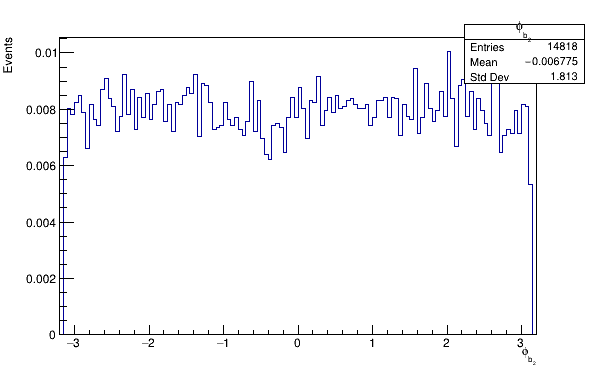 ϕ_b₂
Entries 14818
Mean −0.006775
Std Dev 1.813
Events
0.01
0.008
0.006
0.004
0.002
0
−3 −2 −1 0 1 2 3
ϕ_b₂